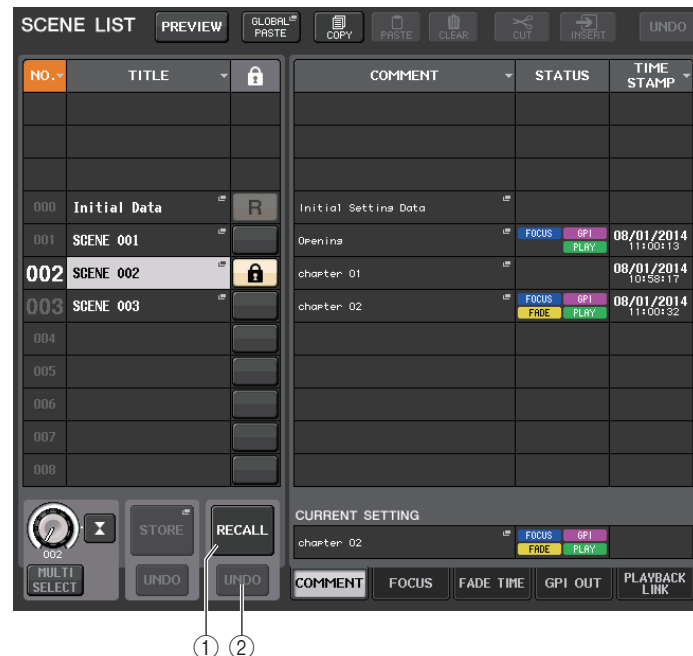 SCENE LIST PREVIEW GLOBAL PASTE COPY PASTE CLEAR CUT INSERT UNDO
NO. TITLE COMMENT STATUS TIME STAMP
000 Initial Data R Initial Setting Data
001 SCENE 001 Opening FOCUS GPI PLAY 08/01/2014 11:00:13
002 SCENE 002 chapter 01 08/01/2014 10:58:17
003 SCENE 003 chapter 02 FOCUS GPI FADE PLAY 08/01/2014 11:00:32
004
005
006
007
008
CURRENT SETTING
002 STORE RECALL chapter 02 FOCUS GPI FADE PLAY
MULTI SELECT UNDO UNDO COMMENT FOCUS FADE TIME GPI OUT PLAYBACK LINK
① ②